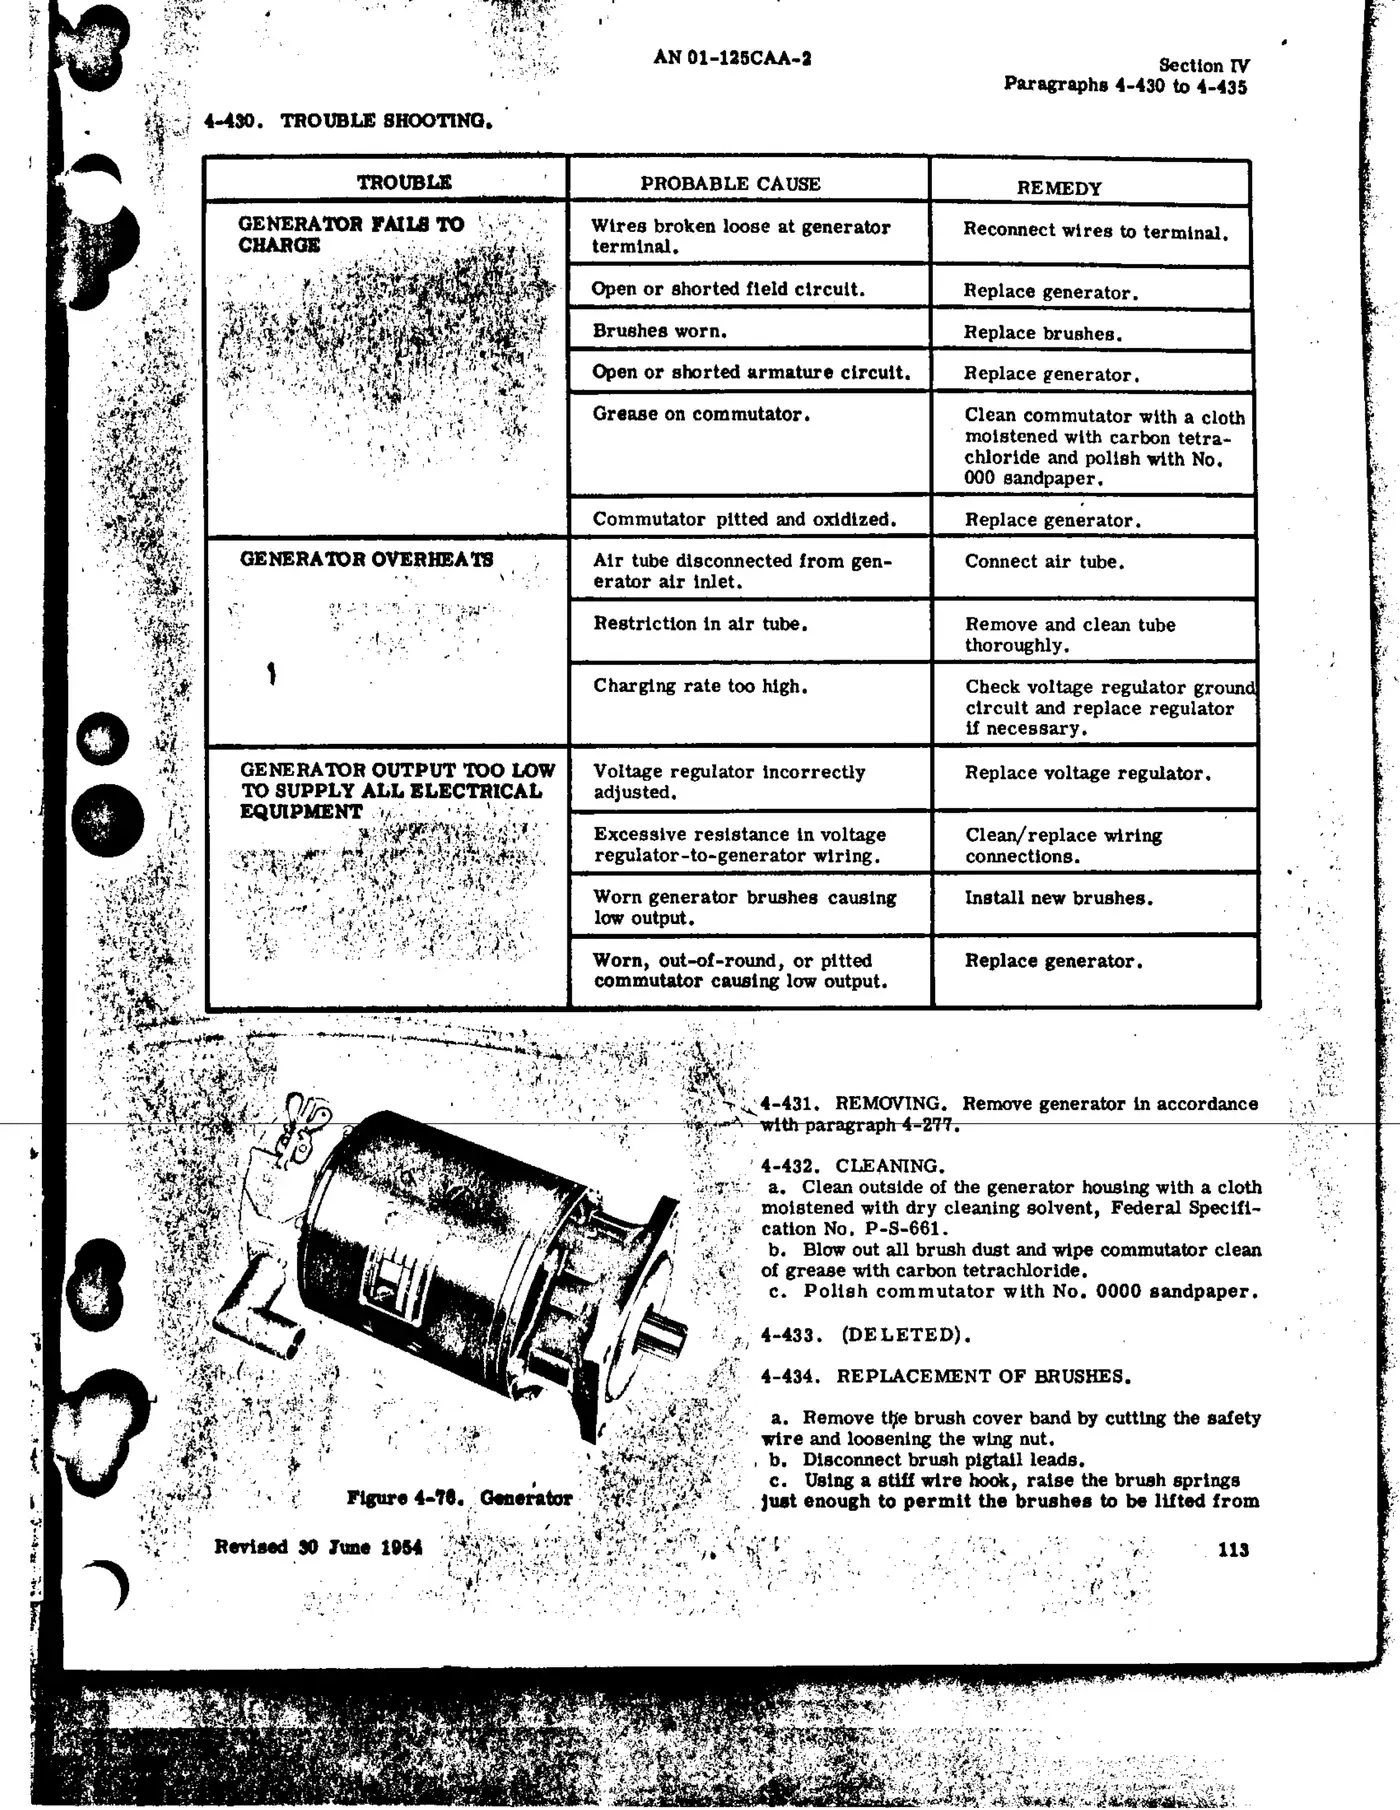 AN 01-125CAA-2
Section IV
Paragraphs 4-430 to 4-435
4-430. TROUBLE SHOOTING.
TROUBLE
PROBABLE CAUSE
REMEDY
GENERATOR FAILS TO
CHARGE
Wires broken loose at generator
terminal.
Reconnect wires to terminal.
Open or shorted field circuit.
Replace generator.
Brushes worn.
Replace brushes.
Open or shorted armature circuit.
Replace generator.
Grease on commutator.
Clean commutator with a cloth
moistened with carbon tetra-
chloride and polish with No.
000 sandpaper.
Commutator pitted and oxidized.
Replace generator.
GENERATOR OVERHEATS
Air tube disconnected from gen-
erator air inlet.
Connect air tube.
Restriction in air tube.
Remove and clean tube
thoroughly.
Charging rate too high.
Check voltage regulator ground
circuit and replace regulator
if necessary.
GENERATOR OUTPUT TOO LOW
TO SUPPLY ALL ELECTRICAL
EQUIPMENT
Voltage regulator incorrectly
adjusted.
Replace voltage regulator.
Excessive resistance in voltage
regulator-to-generator wiring.
Clean/replace wiring
connections.
Worn generator brushes causing
low output.
Install new brushes.
Worn, out-of-round, or pitted
commutator causing low output.
Replace generator.
Figure 4-76. Generator
4-431. REMOVING. Remove generator in accordance
with paragraph 4-277.
4-432. CLEANING.
a. Clean outside of the generator housing with a cloth
moistened with dry cleaning solvent, Federal Specifi-
cation No. P-S-661.
b. Blow out all brush dust and wipe commutator clean
of grease with carbon tetrachloride.
c. Polish commutator with No. 0000 sandpaper.
4-433. (DELETED).
4-434. REPLACEMENT OF BRUSHES.
a. Remove the brush cover band by cutting the safety
wire and loosening the wing nut.
b. Disconnect brush pigtail leads.
c. Using a stiff wire hook, raise the brush springs
just enough to permit the brushes to be lifted from
Revised 30 June 1954
113